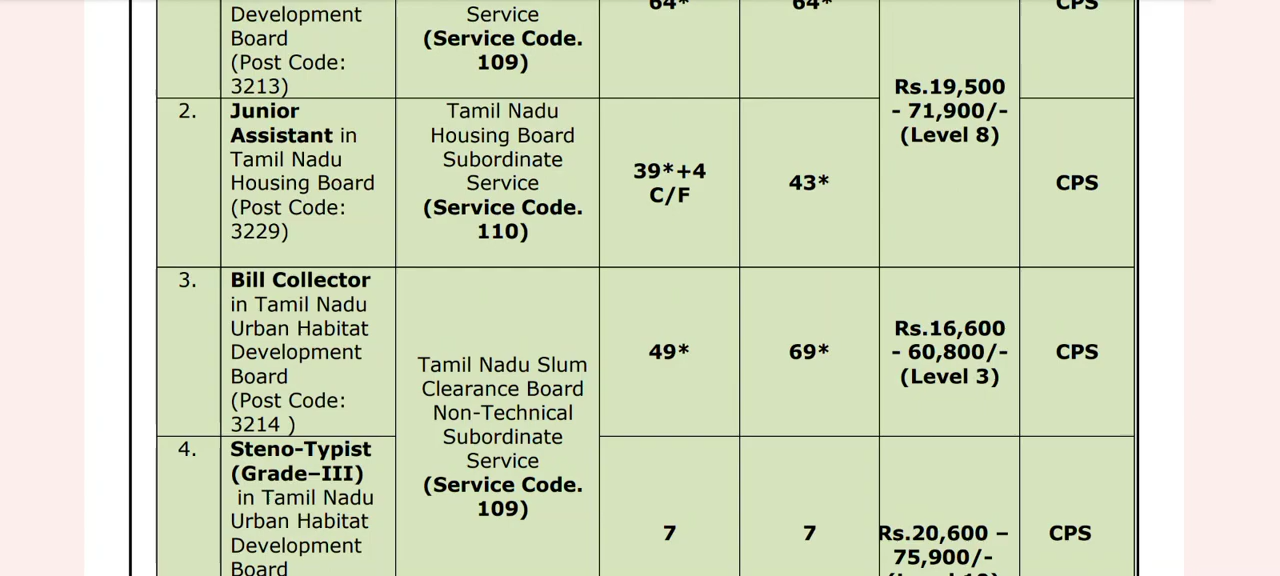 Development
Board
(Post Code:
3213)
Service
(Service Code.
109)
64*
64*
Rs.19,500
- 71,900/-
(Level 8)
CPS
2.
Junior
Assistant in
Tamil Nadu
Housing Board
(Post Code:
3229)
Tamil Nadu
Housing Board
Subordinate
Service
(Service Code.
110)
39*+4
C/F
43*
CPS
3.
Bill Collector
in Tamil Nadu
Urban Habitat
Development
Board
(Post Code:
3214 )
Tamil Nadu Slum
Clearance Board
Non-Technical
Subordinate
Service
(Service Code.
109)
49*
69*
Rs.16,600
- 60,800/-
(Level 3)
CPS
4.
Steno-Typist
(Grade–III)
in Tamil Nadu
Urban Habitat
Development
Board
7
7
Rs.20,600 –
75,900/-
CPS